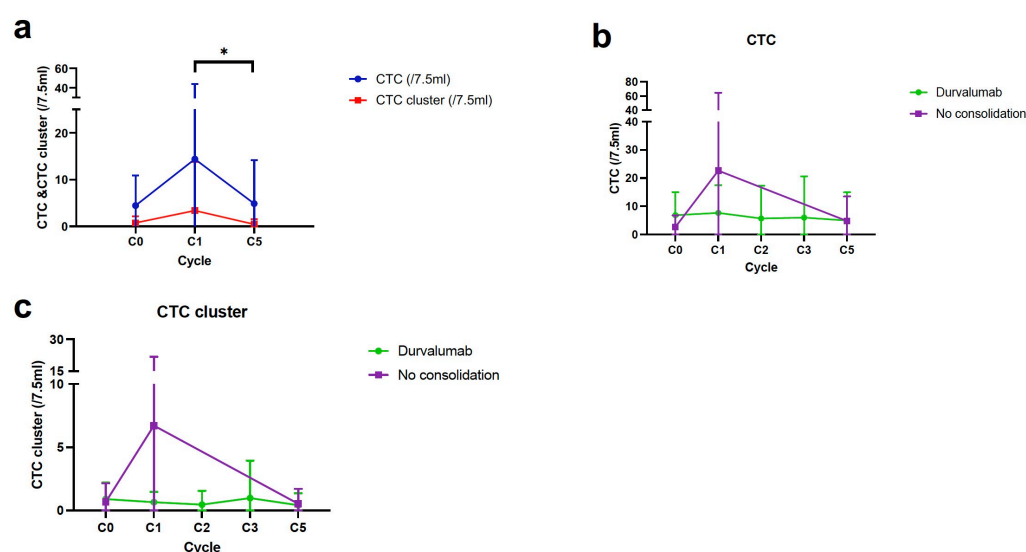 a
*
60
40
20
10
0
CTC &CTC cluster (/7.5ml)
C0 C1 C5
Cycle
CTC (/7.5ml)
CTC cluster (/7.5ml)
b
CTC
80
60
40
40
30
20
10
0
CTC (/7.5ml)
C0 C1 C2 C3 C5
Cycle
Durvalumab
No consolidation
c
CTC cluster
30
15
10
5
0
CTC cluster (/7.5ml)
C0 C1 C2 C3 C5
Cycle
Durvalumab
No consolidation